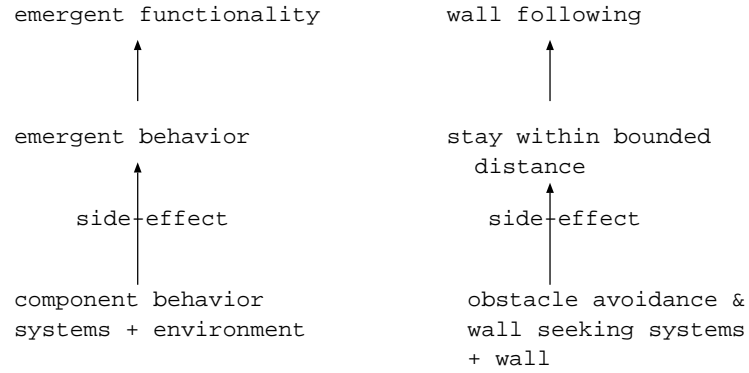 emergent functionality
emergent behavior
side-effect
component behavior
systems + environment
wall following
stay within bounded
distance
side-effect
obstacle avoidance &
wall seeking systems
+ wall